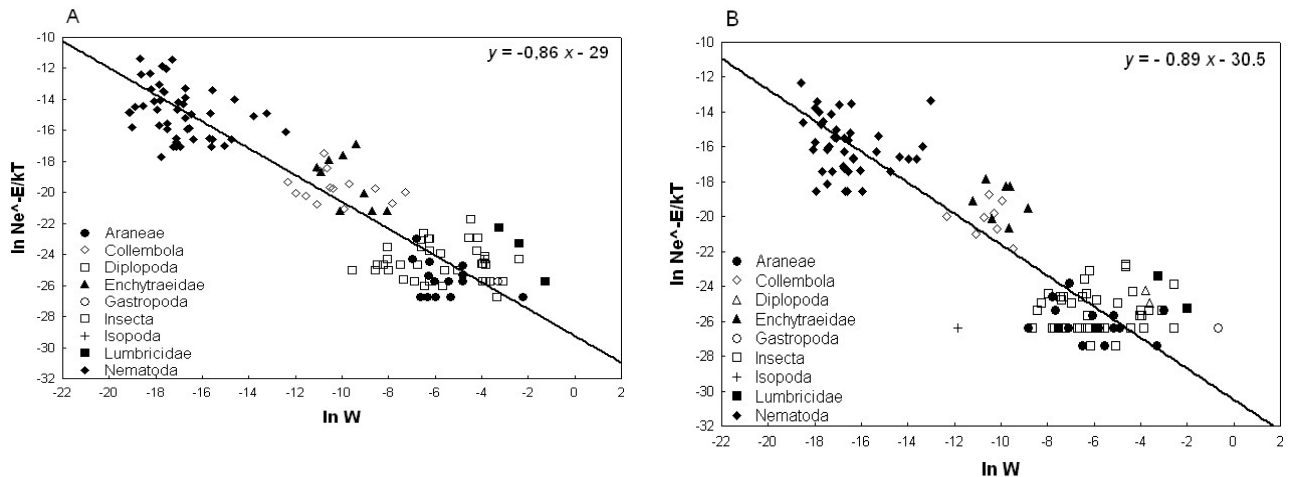 A
y = -0,86 x - 29
ln Ne^-E/kT
-10
-12
-14
-16
-18
-20
-22
-24
-26
-28
-30
-32
Araneae
Collembola
Diplopoda
Enchytraeidae
Gastropoda
Insecta
Isopoda
Lumbricidae
Nematoda
-22 -20 -18 -16 -14 -12 -10 -8 -6 -4 -2 0 2
ln W
B
y = - 0.89 x - 30.5
ln Ne^-E/kT
-10
-12
-14
-16
-18
-20
-22
-24
-26
-28
-30
-32
Araneae
Collembola
Diplopoda
Enchytraeidae
Gastropoda
Insecta
Isopoda
Lumbricidae
Nematoda
-22 -20 -18 -16 -14 -12 -10 -8 -6 -4 -2 0 2
ln W